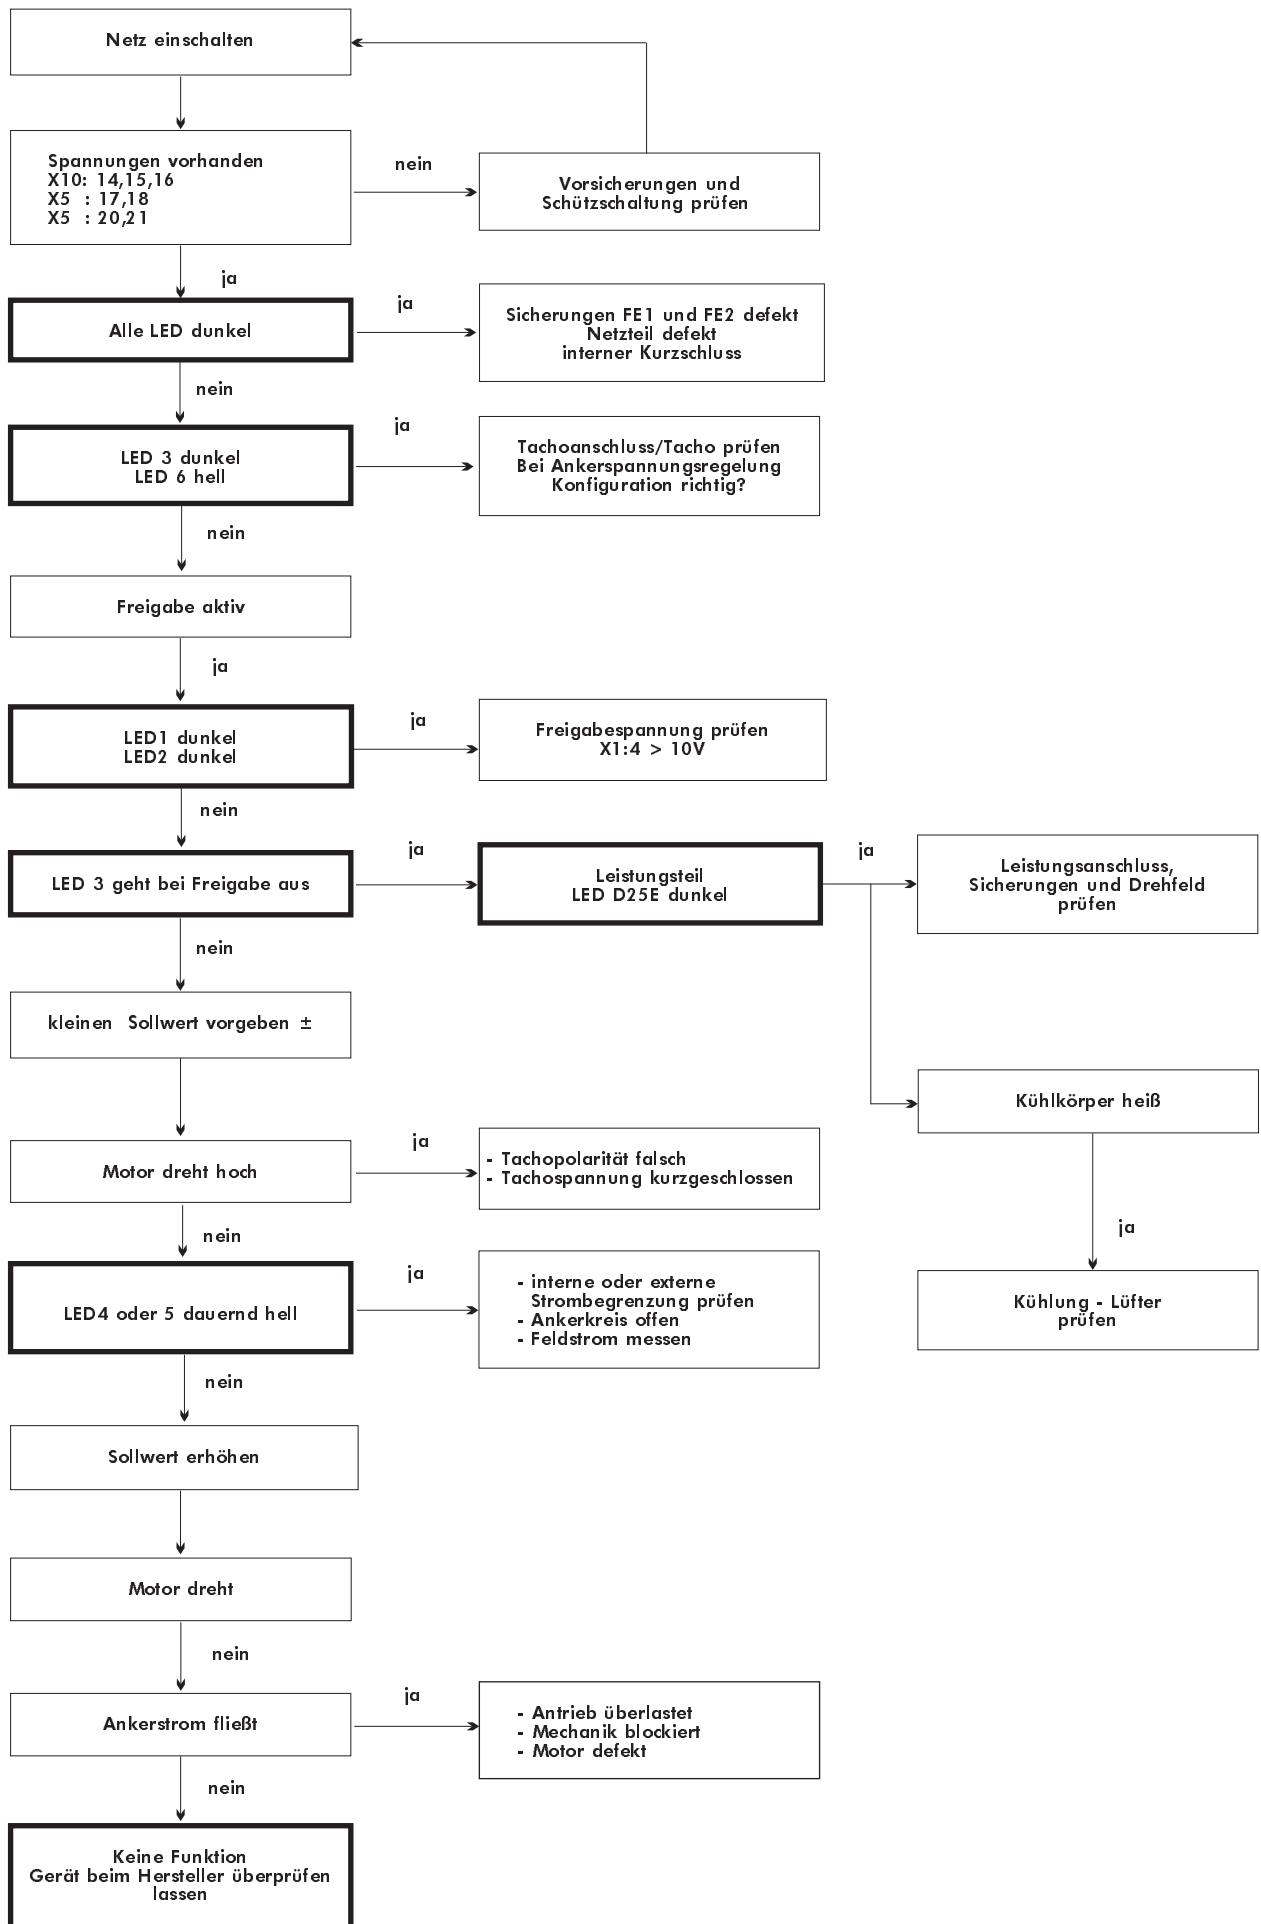 Netz einschalten
Spannungen vorhanden
X10: 14,15,16
X5 : 17,18
X5 : 20,21
nein
Vorsicherungen und
Schützschaltung prüfen
ja
Alle LED dunkel
ja
Sicherungen FE1 und FE2 defekt
Netzteil defekt
interner Kurzschluss
nein
LED 3 dunkel
LED 6 hell
ja
Tachoanschluss/Tacho prüfen
Bei Ankerspannungsregelung
Konfiguration richtig?
nein
Freigabe aktiv
ja
LED1 dunkel
LED2 dunkel
ja
Freigabespannung prüfen
X1:4 > 10V
nein
LED 3 geht bei Freigabe aus
ja
Leistungsteil
LED D25E dunkel
ja
Leistungsanschluss,
Sicherungen und Drehfeld
prüfen
nein
kleinen Sollwert vorgeben ±
Kühlkörper heiß
Motor dreht hoch
ja
- Tachopolarität falsch
- Tachospannung kurzgeschlossen
ja
nein
Kühlung - Lüfter
prüfen
LED4 oder 5 dauernd hell
ja
- interne oder externe
Strombegrenzung prüfen
- Ankerkreis offen
- Feldstrom messen
nein
Sollwert erhöhen
Motor dreht
nein
Ankerstrom fließt
ja
- Antrieb überlastet
- Mechanik blockiert
- Motor defekt
nein
Keine Funktion
Gerät beim Hersteller überprüfen
lassen